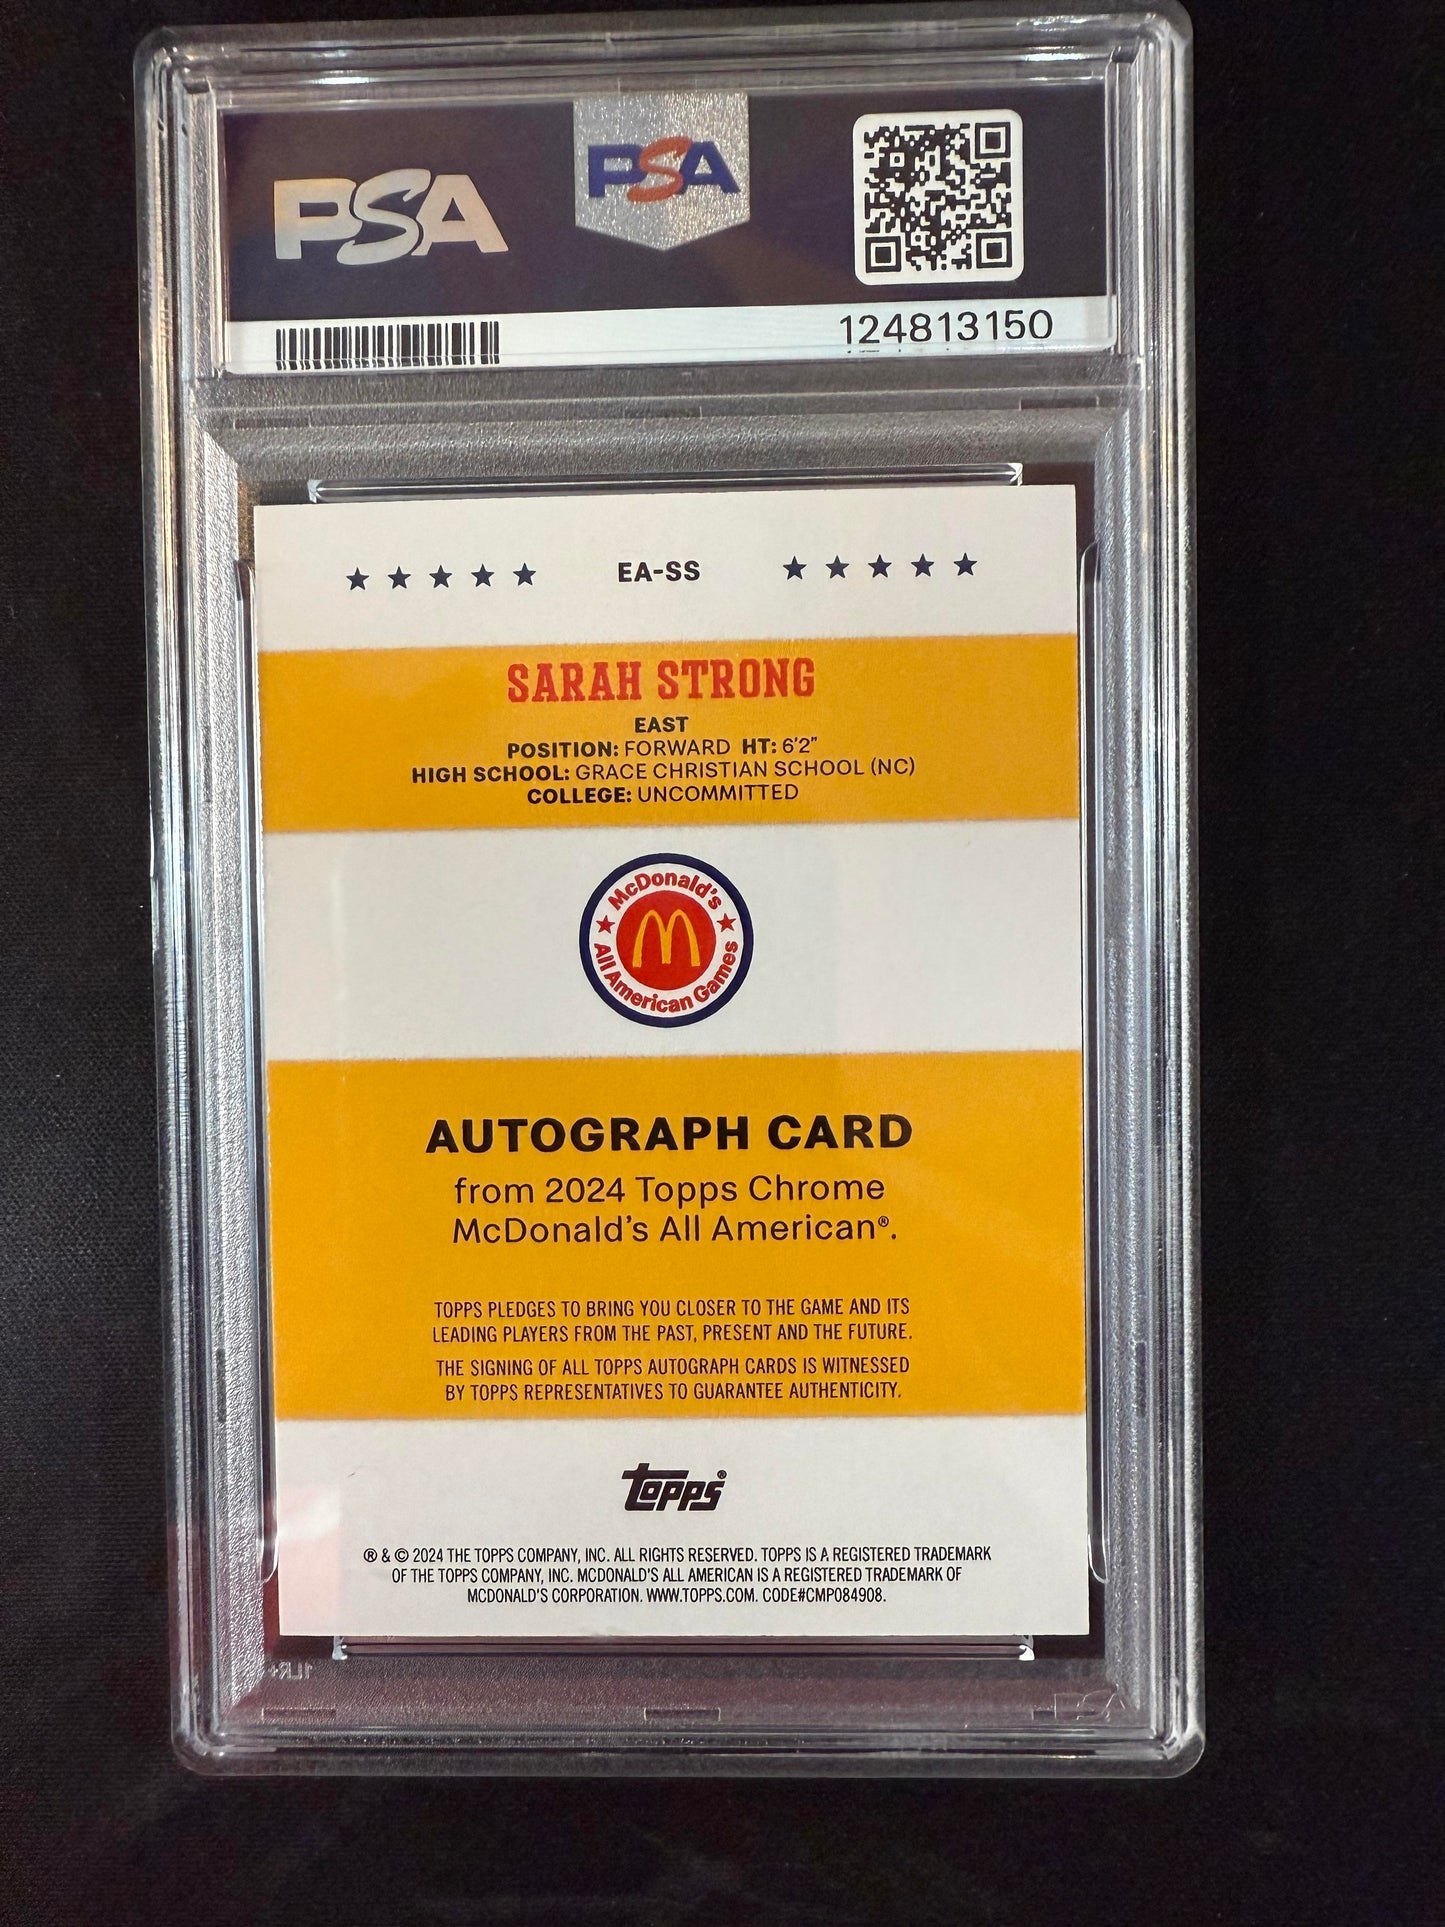 PSA
PSA
124813150
EA-SS
SARAH STRONG
EAST
POSITION: FORWARD HT: 6'2"
HIGH SCHOOL: GRACE CHRISTIAN SCHOOL (NC)
COLLEGE: UNCOMMITTED
McDonald's
All American Games
AUTOGRAPH CARD
from 2024 Topps Chrome
McDonald's All American®.
TOPPS PLEDGES TO BRING YOU CLOSER TO THE GAME AND ITS
LEADING PLAYERS FROM THE PAST, PRESENT AND THE FUTURE.
THE SIGNING OF ALL TOPPS AUTOGRAPH CARDS IS WITNESSED
BY TOPPS REPRESENTATIVES TO GUARANTEE AUTHENTICITY.
topps®
® & © 2024 THE TOPPS COMPANY, INC. ALL RIGHTS RESERVED. TOPPS IS A REGISTERED TRADEMARK
OF THE TOPPS COMPANY, INC. MCDONALD'S ALL AMERICAN IS A REGISTERED TRADEMARK OF
MCDONALD'S CORPORATION. WWW.TOPPS.COM. CODE#CMP084908.